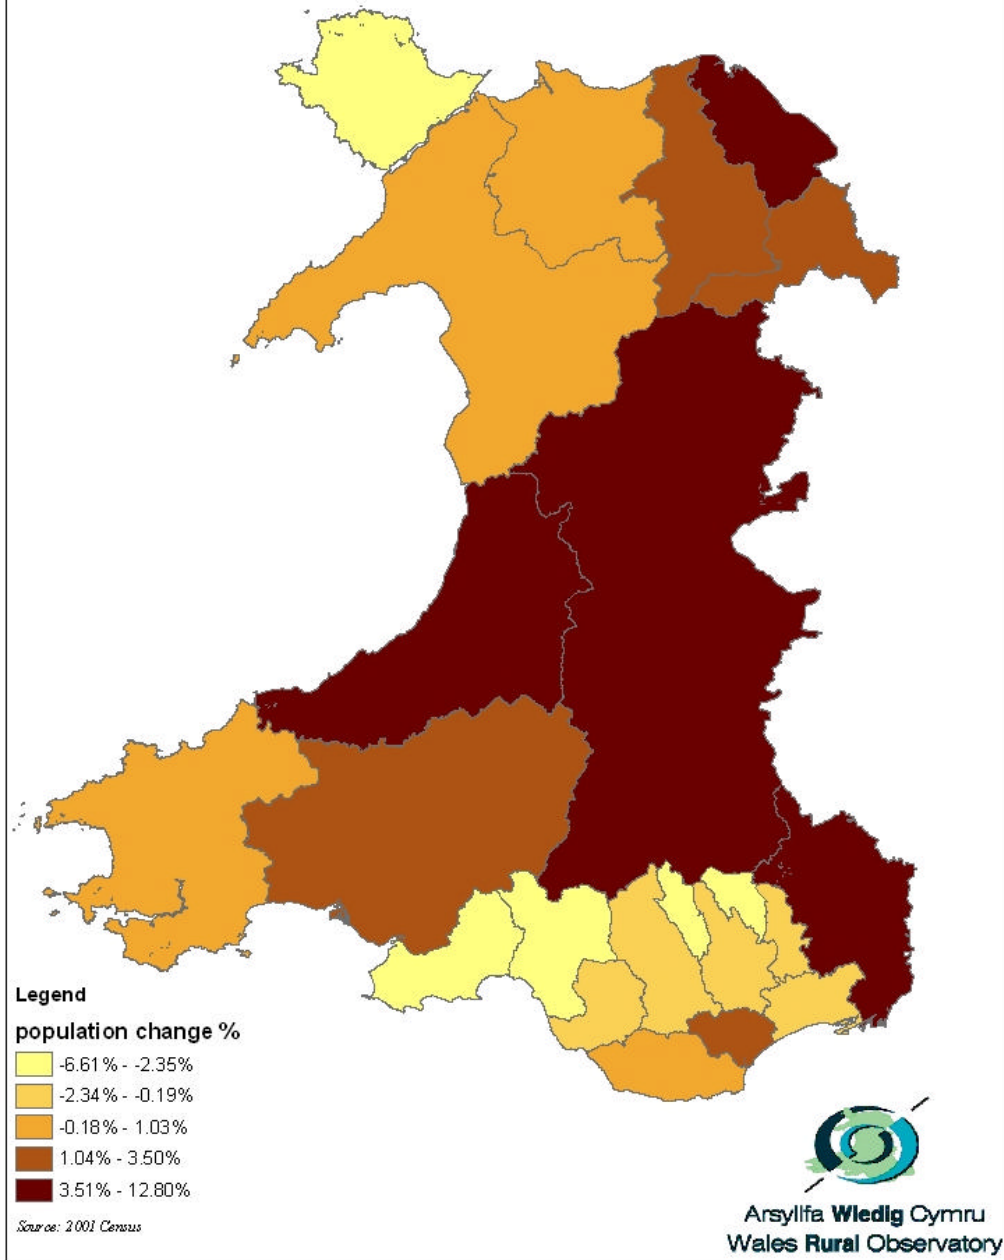 Legend
population change %
-6.61% - -2.35%
-2.34% - -0.19%
-0.18% - 1.03%
1.04% - 3.50%
3.51% - 12.80%
Source: 2001 Census
Arsyllfa Wledig Cymru
Wales Rural Observatory